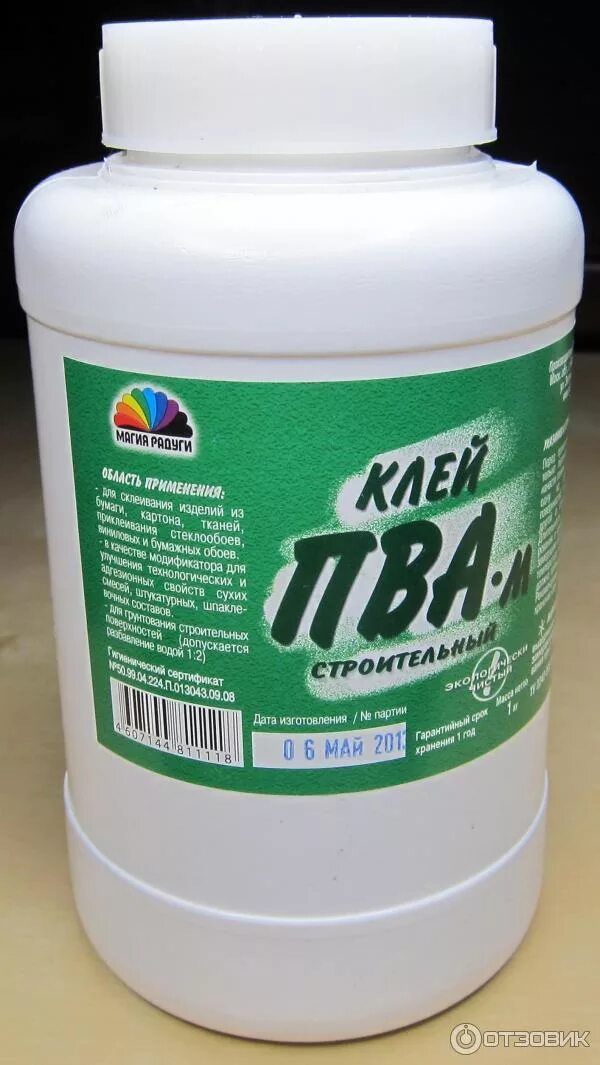 МАГИЯ РАДУГИ
ОБЛАСТЬ ПРИМЕНЕНИЯ:
- для склеивания изделий из
бумаги, картона, тканей,
приклеивания стеклообоев,
виниловых и бумажных обоев.
- в качестве модификатора для
улучшения технологических и
адгезионных свойств сухих
смесей, штукатурных, шпакле-
вочных составов.
- для грунтования строительных
поверхностей (допускается
разбавление водой 1:2)
Гигиенический сертификат
№50.99.04.224.П.013043.09.08
4 507144 811118
КЛЕЙ
ПВА-м
СТРОИТЕЛЬНЫЙ
ЭКОЛОГИЧЕСКИ
ЧИСТЫЙ
Дата изготовления / № партии
0 6 МАЙ 2013
Гарантийный срок
хранения 1 год
Масса нетто
1 кг
ОТЗОВИК